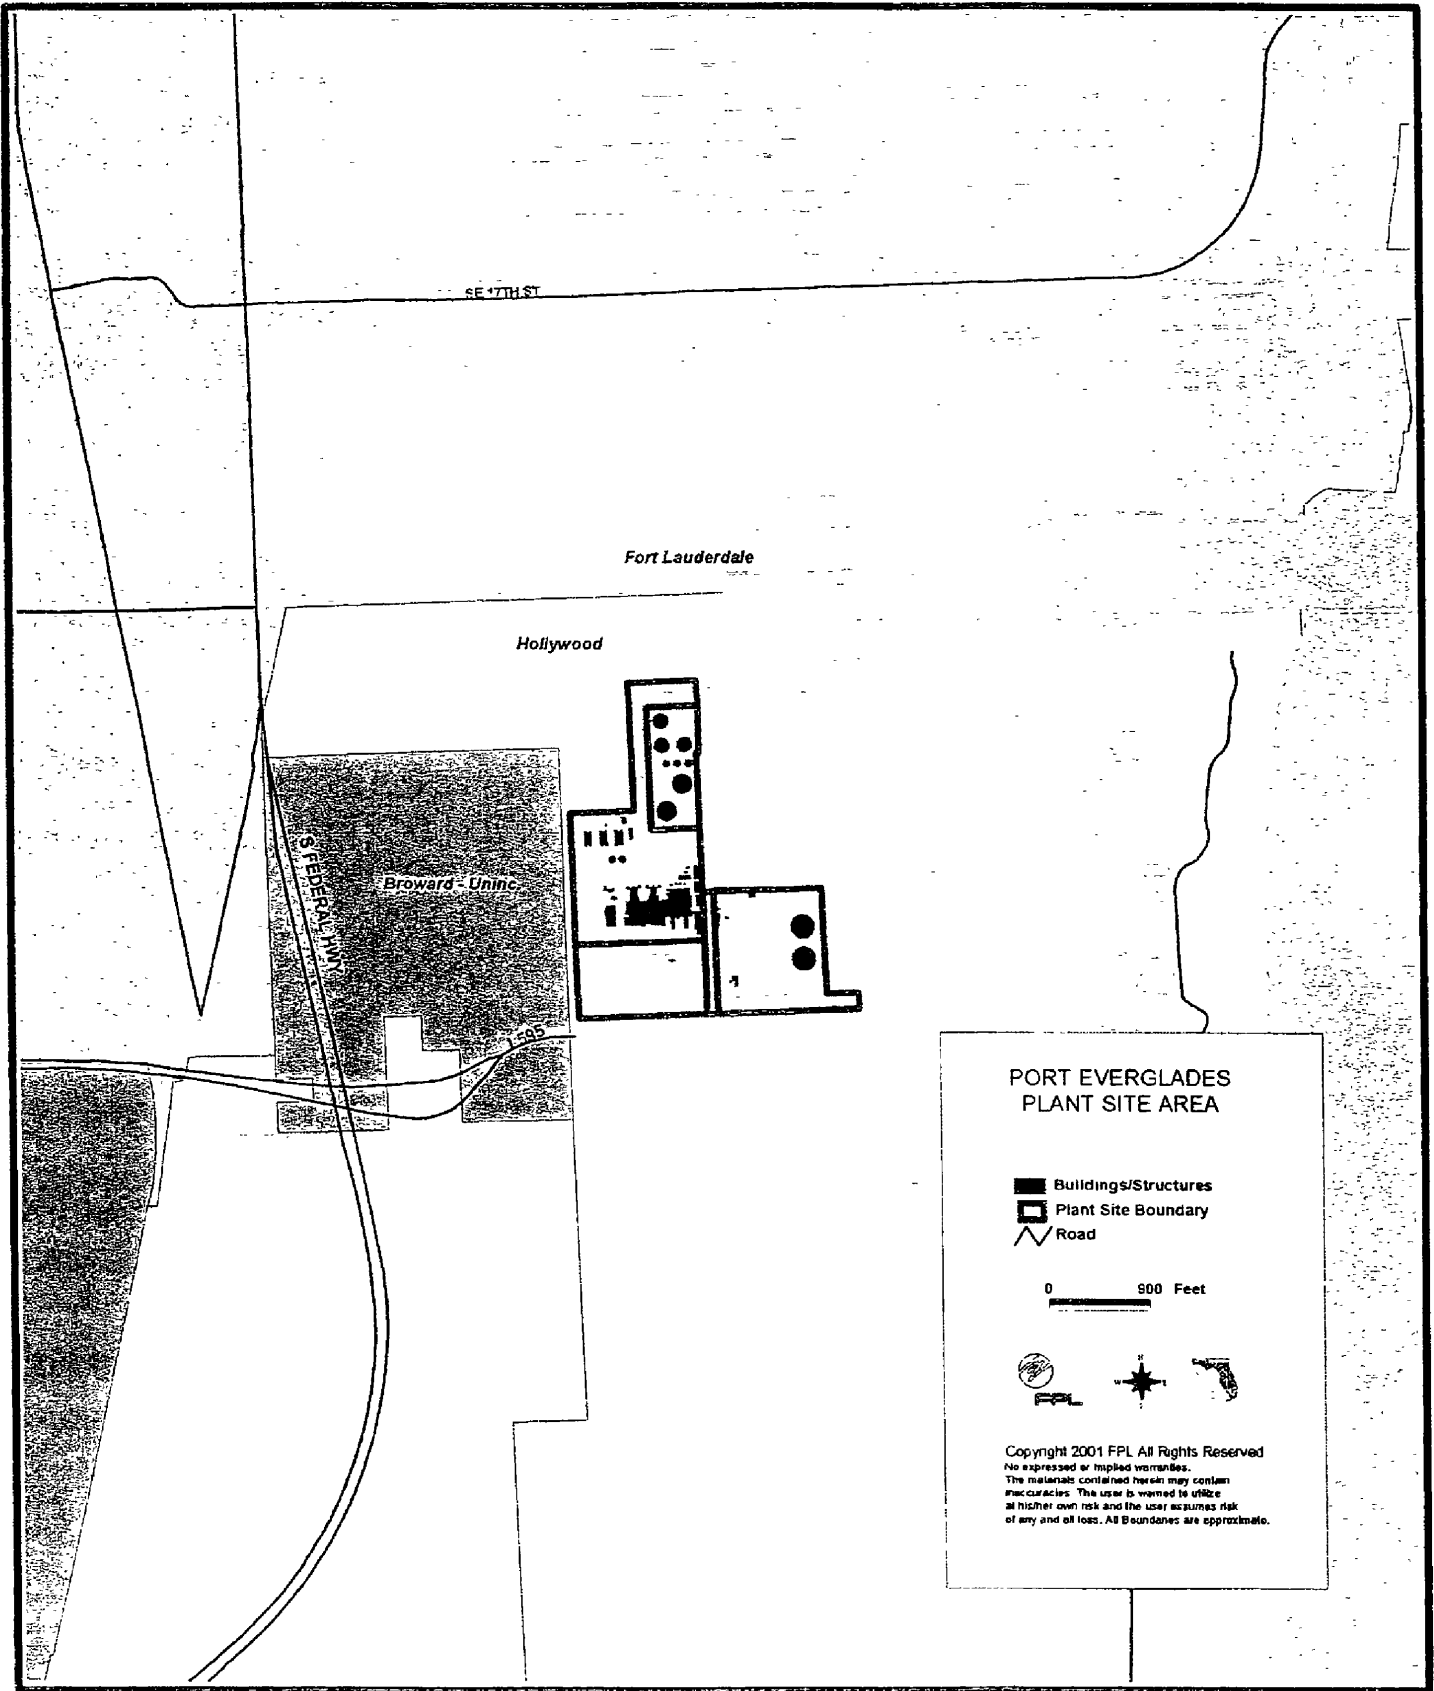 SE 17TH ST
Fort Lauderdale
Hollywood
S FEDERAL HWY
Broward - Uninc.
I-595
PORT EVERGLADES
PLANT SITE AREA
Buildings/Structures
Plant Site Boundary
Road
0 900 Feet
N
W E
FPL
Copyright 2001 FPL All Rights Reserved
No expressed or implied warranties.
The materials contained herein may contain
inaccuracies. The user is warned to utilize
at his/her own risk and the user assumes risk
of any and all loss. All Boundaries are approximate.